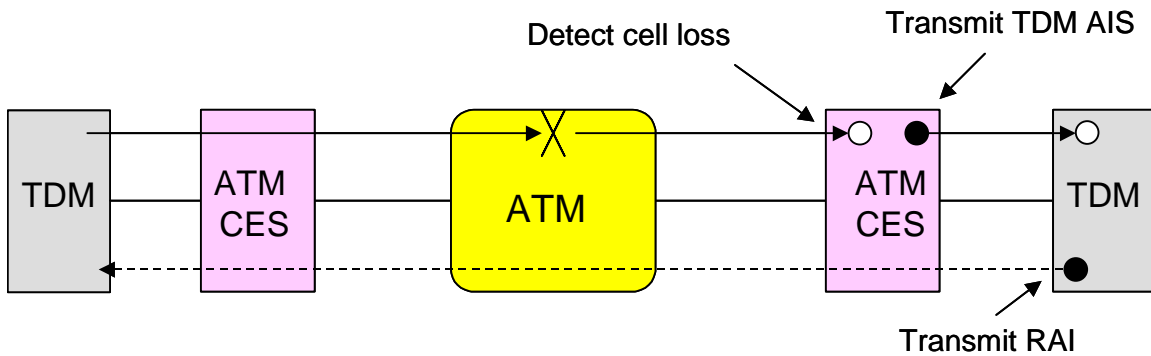 Detect cell loss
Transmit TDM AIS
TDM
ATM
CES
ATM
ATM
CES
TDM
Transmit RAI